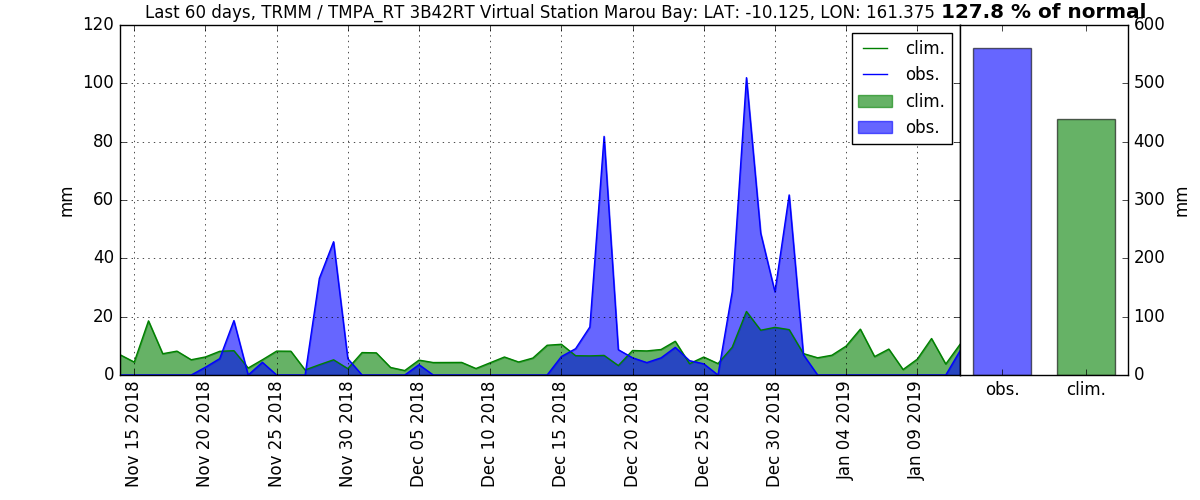 Last 60 days, TRMM / TMPA_RT 3B42RT Virtual Station Marou Bay: LAT: -10.125, LON: 161.375 127.8 % of normal
120
100
80
60
40
20
0
mm
clim.
obs.
clim.
obs.
600
500
400
300
200
100
0
mm
Nov 15 2018
Nov 20 2018
Nov 25 2018
Nov 30 2018
Dec 05 2018
Dec 10 2018
Dec 15 2018
Dec 20 2018
Dec 25 2018
Dec 30 2018
Jan 04 2019
Jan 09 2019
obs.
clim.